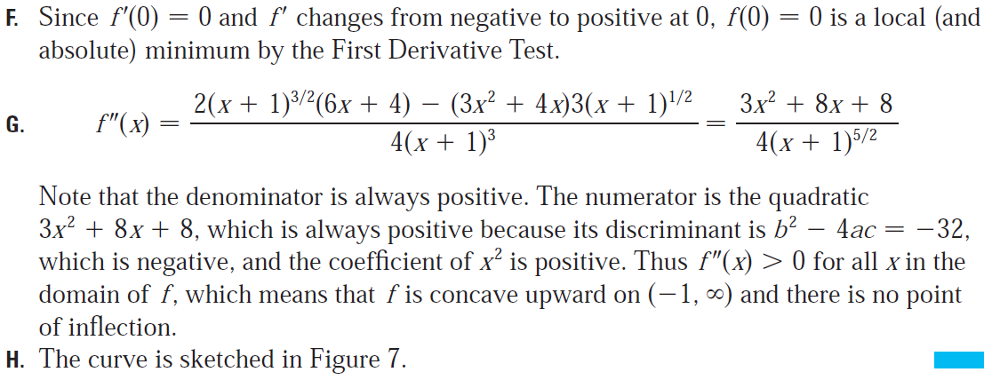 F. Since f′(0) = 0 and f′ changes from negative to positive at 0, f(0) = 0 is a local (and
absolute) minimum by the First Derivative Test.
G. f″(x) = \frac{2(x + 1)^{3/2}(6x + 4) − (3x² + 4x)3(x + 1)^{1/2}}{4(x + 1)³} = \frac{3x² + 8x + 8}{4(x + 1)^{5/2}}
Note that the denominator is always positive. The numerator is the quadratic
3x² + 8x + 8, which is always positive because its discriminant is b² − 4ac = −32,
which is negative, and the coefficient of x² is positive. Thus f″(x) > 0 for all x in the
domain of f, which means that f is concave upward on (−1, ∞) and there is no point
of inflection.
H. The curve is sketched in Figure 7.